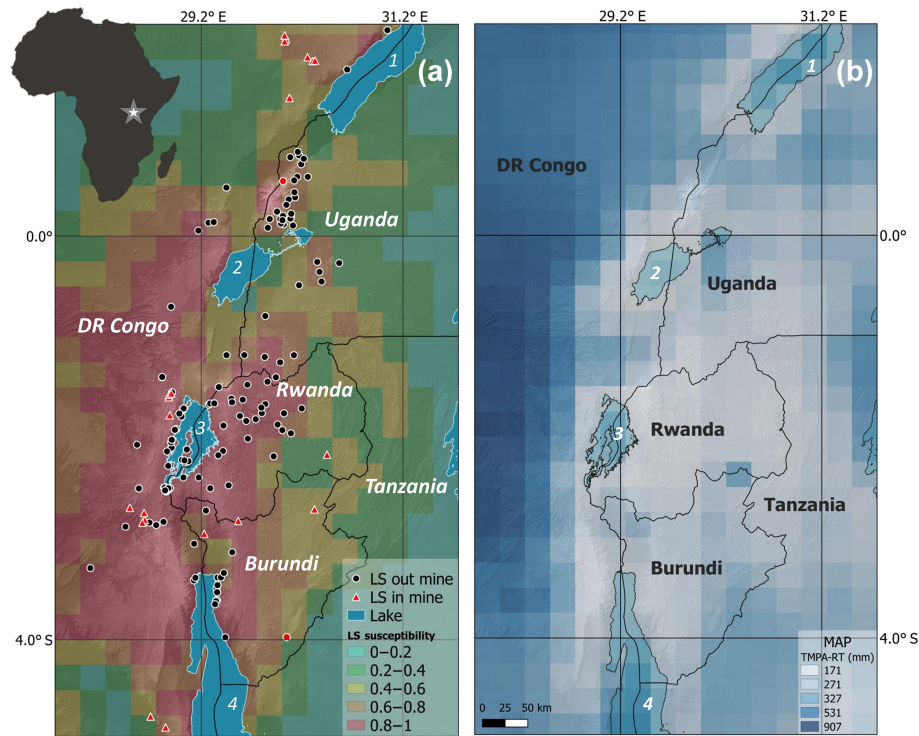 29.2° E
31.2° E
29.2° E
31.2° E
(a)
(b)
1
1
DR Congo
Uganda
0.0°
0.0°
2
2
Uganda
DR Congo
Rwanda
3
3
Rwanda
Tanzania
Tanzania
Burundi
Burundi
LS out mine
LS in mine
Lake
LS susceptibility
0–0.2
0.2–0.4
0.4–0.6
0.6–0.8
0.8–1
4.0° S
4.0° S
4
4
MAP
TMPA-RT (mm)
171
271
327
531
907
0 25 50 km